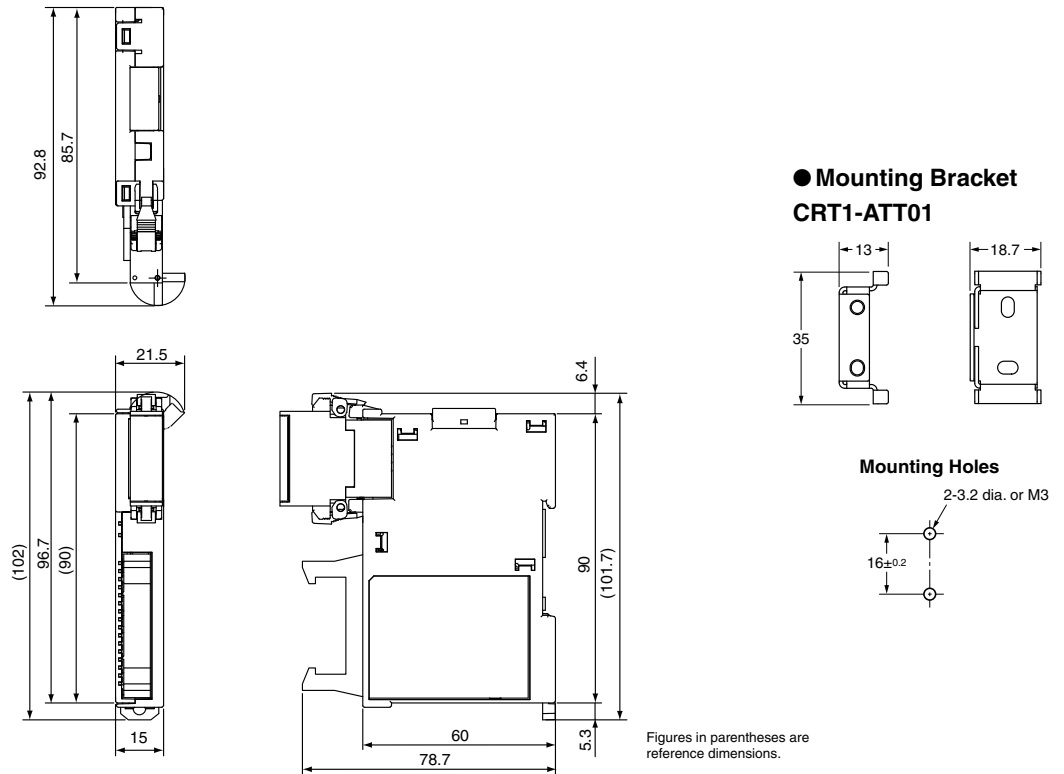 92.8
85.7
● Mounting Bracket
CRT1-ATT01
13
18.7
35
21.5
6.4
Mounting Holes
2-3.2 dia. or M3
16±0.2
(102)
96.7
(90)
90
(101.7)
15
60
78.7
5.3
Figures in parentheses are
reference dimensions.